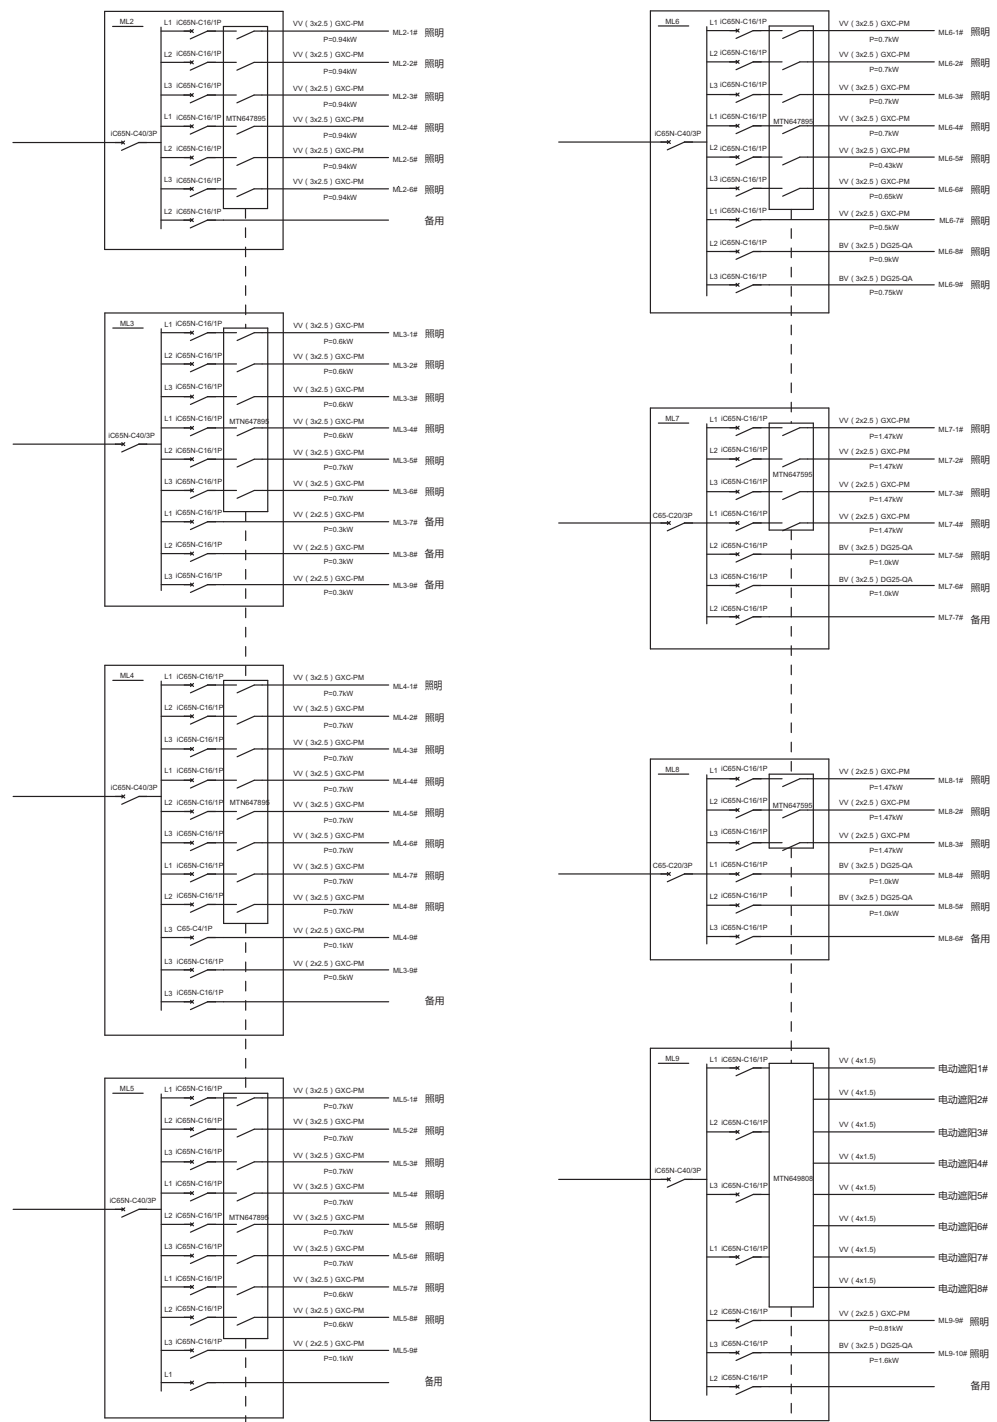 ML2
L1 iC65N-C16/1P
VV ( 3x2.5 ) GXC-PM
P=0.94kW
ML2-1# 照明
L2 iC65N-C16/1P
VV ( 3x2.5 ) GXC-PM
P=0.94kW
ML2-2# 照明
L3 iC65N-C16/1P
VV ( 3x2.5 ) GXC-PM
P=0.94kW
ML2-3# 照明
MTN647895
L1 iC65N-C16/1P
VV ( 3x2.5 ) GXC-PM
P=0.94kW
ML2-4# 照明
iC65N-C40/3P
L2 iC65N-C16/1P
VV ( 3x2.5 ) GXC-PM
P=0.94kW
ML2-5# 照明
L3 iC65N-C16/1P
VV ( 3x2.5 ) GXC-PM
P=0.94kW
ML2-6# 照明
L2 iC65N-C16/1P
备用
ML3
L1 iC65N-C16/1P
VV ( 3x2.5 ) GXC-PM
P=0.6kW
ML3-1# 照明
L2 iC65N-C16/1P
VV ( 3x2.5 ) GXC-PM
P=0.6kW
ML3-2# 照明
L3 iC65N-C16/1P
VV ( 3x2.5 ) GXC-PM
P=0.6kW
ML3-3# 照明
L1 iC65N-C16/1P
MTN647895
VV ( 3x2.5 ) GXC-PM
P=0.6kW
ML3-4# 照明
iC65N-C40/3P
L2 iC65N-C16/1P
VV ( 3x2.5 ) GXC-PM
P=0.7kW
ML3-5# 照明
L3 iC65N-C16/1P
VV ( 3x2.5 ) GXC-PM
P=0.7kW
ML3-6# 照明
L1 iC65N-C16/1P
VV ( 2x2.5 ) GXC-PM
P=0.3kW
ML3-7# 备用
L2 iC65N-C16/1P
VV ( 2x2.5 ) GXC-PM
P=0.3kW
ML3-8# 备用
L3 iC65N-C16/1P
VV ( 2x2.5 ) GXC-PM
P=0.3kW
ML3-9# 备用
ML4
L1 iC65N-C16/1P
VV ( 3x2.5 ) GXC-PM
P=0.7kW
ML4-1# 照明
L2 iC65N-C16/1P
VV ( 3x2.5 ) GXC-PM
P=0.7kW
ML4-2# 照明
L3 iC65N-C16/1P
VV ( 3x2.5 ) GXC-PM
P=0.7kW
ML4-3# 照明
L1 iC65N-C16/1P
VV ( 3x2.5 ) GXC-PM
P=0.7kW
ML4-4# 照明
iC65N-C40/3P
L2 iC65N-C16/1P
MTN647895
VV ( 3x2.5 ) GXC-PM
P=0.7kW
ML4-5# 照明
L3 iC65N-C16/1P
VV ( 3x2.5 ) GXC-PM
P=0.7kW
ML4-6# 照明
L1 iC65N-C16/1P
VV ( 3x2.5 ) GXC-PM
P=0.7kW
ML4-7# 照明
L2 iC65N-C16/1P
VV ( 3x2.5 ) GXC-PM
P=0.7kW
ML4-8# 照明
L3 C65-C4/1P
VV ( 2x2.5 ) GXC-PM
P=0.1kW
ML4-9#
L3 iC65N-C16/1P
VV ( 2x2.5 ) GXC-PM
P=0.5kW
ML3-9#
L3 iC65N-C16/1P
备用
ML5
L1 iC65N-C16/1P
VV ( 3x2.5 ) GXC-PM
P=0.7kW
ML5-1# 照明
L2 iC65N-C16/1P
VV ( 3x2.5 ) GXC-PM
P=0.7kW
ML5-2# 照明
L3 iC65N-C16/1P
VV ( 3x2.5 ) GXC-PM
P=0.7kW
ML5-3# 照明
L1 iC65N-C16/1P
VV ( 3x2.5 ) GXC-PM
P=0.7kW
ML5-4# 照明
iC65N-C40/3P
L2 iC65N-C16/1P
MTN647895
VV ( 3x2.5 ) GXC-PM
P=0.7kW
ML5-5# 照明
L3 iC65N-C16/1P
VV ( 3x2.5 ) GXC-PM
P=0.7kW
ML5-6# 照明
L1 iC65N-C16/1P
VV ( 3x2.5 ) GXC-PM
P=0.6kW
ML5-7# 照明
L2 iC65N-C16/1P
VV ( 3x2.5 ) GXC-PM
P=0.6kW
ML5-8# 照明
L3 iC65N-C16/1P
VV ( 2x2.5 ) GXC-PM
P=0.1kW
ML5-9#
L1
备用
ML6
L1 iC65N-C16/1P
VV ( 3x2.5 ) GXC-PM
P=0.7kW
ML6-1# 照明
L2 iC65N-C16/1P
VV ( 3x2.5 ) GXC-PM
P=0.7kW
ML6-2# 照明
L3 iC65N-C16/1P
VV ( 3x2.5 ) GXC-PM
P=0.7kW
ML6-3# 照明
L1 iC65N-C16/1P
MTN647895
VV ( 3x2.5 ) GXC-PM
P=0.7kW
ML6-4# 照明
iC65N-C40/3P
L2 iC65N-C16/1P
VV ( 3x2.5 ) GXC-PM
P=0.43kW
ML6-5# 照明
L3 iC65N-C16/1P
VV ( 3x2.5 ) GXC-PM
P=0.65kW
ML6-6# 照明
L1 iC65N-C16/1P
VV ( 2x2.5 ) GXC-PM
P=0.5kW
ML6-7# 照明
L2 iC65N-C16/1P
BV ( 3x2.5 ) DG25-QA
P=0.9kW
ML6-8# 照明
L3 iC65N-C16/1P
BV ( 3x2.5 ) DG25-QA
P=0.75kW
ML6-9# 照明
ML7
L1 iC65N-C16/1P
VV ( 2x2.5 ) GXC-PM
P=1.47kW
ML7-1# 照明
L2 iC65N-C16/1P
VV ( 2x2.5 ) GXC-PM
P=1.47kW
ML7-2# 照明
MTN647595
L3 iC65N-C16/1P
VV ( 2x2.5 ) GXC-PM
P=1.47kW
ML7-3# 照明
C65-C20/3P
L1 iC65N-C16/1P
VV ( 2x2.5 ) GXC-PM
P=1.47kW
ML7-4# 照明
L2 iC65N-C16/1P
BV ( 3x2.5 ) DG25-QA
P=1.0kW
ML7-5# 照明
L3 iC65N-C16/1P
BV ( 3x2.5 ) DG25-QA
P=1.0kW
ML7-6# 照明
L2 iC65N-C16/1P
ML7-7# 备用
ML8
L1 iC65N-C16/1P
VV ( 2x2.5 ) GXC-PM
P=1.47kW
ML8-1# 照明
L2 iC65N-C16/1P
MTN647595
VV ( 2x2.5 ) GXC-PM
P=1.47kW
ML8-2# 照明
L3 iC65N-C16/1P
VV ( 2x2.5 ) GXC-PM
P=1.47kW
ML8-3# 照明
C65-C20/3P
L1 iC65N-C16/1P
BV ( 3x2.5 ) DG25-QA
P=1.0kW
ML8-4# 照明
L2 iC65N-C16/1P
BV ( 3x2.5 ) DG25-QA
P=1.0kW
ML8-5# 照明
L3 iC65N-C16/1P
ML8-6# 备用
ML9
L1 iC65N-C16/1P
VV ( 4x1.5)
电动遮阳1#
VV ( 4x1.5)
电动遮阳2#
L2 iC65N-C16/1P
VV ( 4x1.5)
电动遮阳3#
VV ( 4x1.5)
电动遮阳4#
iC65N-C40/3P
MTN649808
L3 iC65N-C16/1P
VV ( 4x1.5)
电动遮阳5#
VV ( 4x1.5)
电动遮阳6#
L1 iC65N-C16/1P
VV ( 4x1.5)
电动遮阳7#
VV ( 4x1.5)
电动遮阳8#
L2 iC65N-C16/1P
VV ( 2x2.5 ) GXC-PM
P=0.81kW
ML9-9# 照明
L3 iC65N-C16/1P
BV ( 3x2.5 ) DG25-QA
P=1.6kW
ML9-10# 照明
L2 iC65N-C16/1P
备用